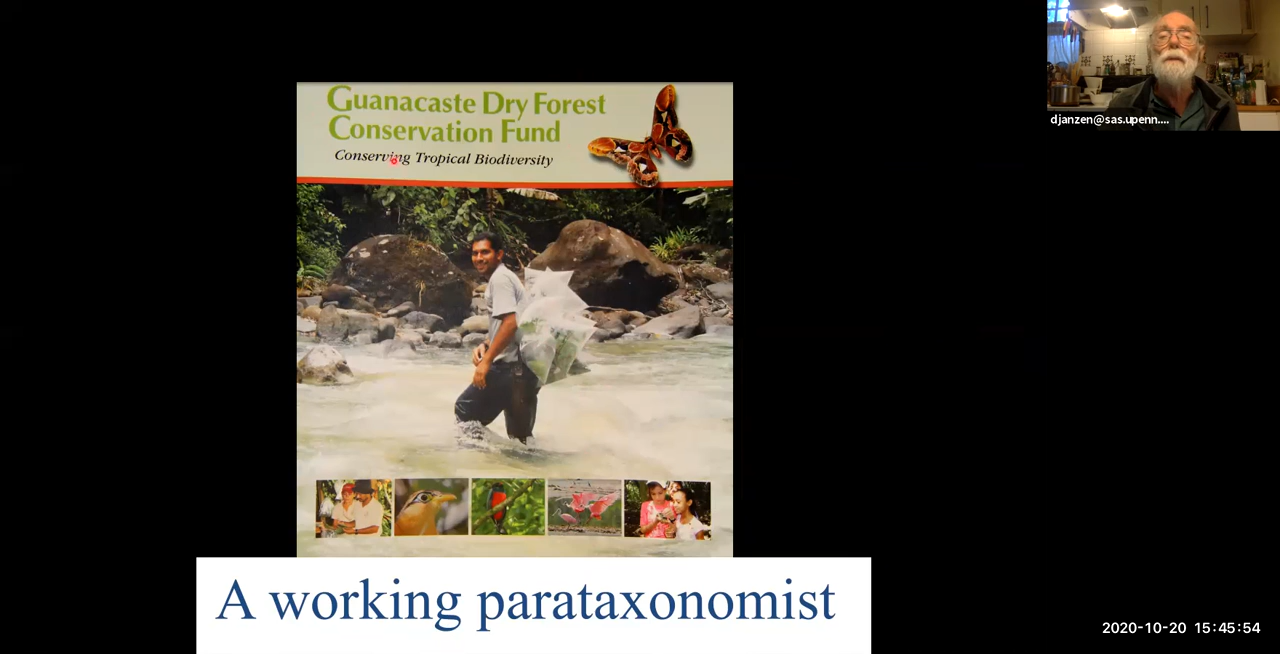 Guanacaste Dry Forest
Conservation Fund
Conserving Tropical Biodiversity
djanzen@sas.upenn....
A working parataxonomist
2020-10-20 15:45:54